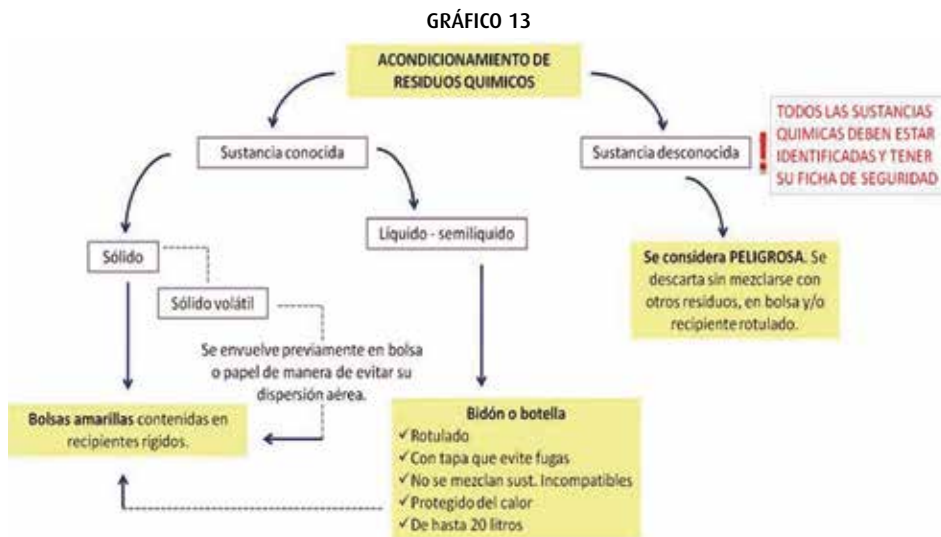 GRÁFICO 13
ACONDICIONAMIENTO DE
RESIDUOS QUIMICOS
Sustancia conocida
Sustancia desconocida
!
TODOS LAS SUSTANCIAS
QUIMICAS DEBEN ESTAR
IDENTIFICADAS Y TENER
SU FICHA DE SEGURIDAD
Sólido
Líquido - semilíquido
Sólido volátil
Se considera PELIGROSA. Se
descarta sin mezclarse con
otros residuos, en bolsa y/o
recipiente rotulado.
Se envuelve previamente en bolsa
o papel de manera de evitar su
dispersión aérea.
Bolsas amarillas contenidas en
recipientes rígidos.
Bidón o botella
✓Rotulado
✓Con tapa que evite fugas
✓No se mezclan sust. Incompatibles
✓Protegido del calor
✓De hasta 20 litros